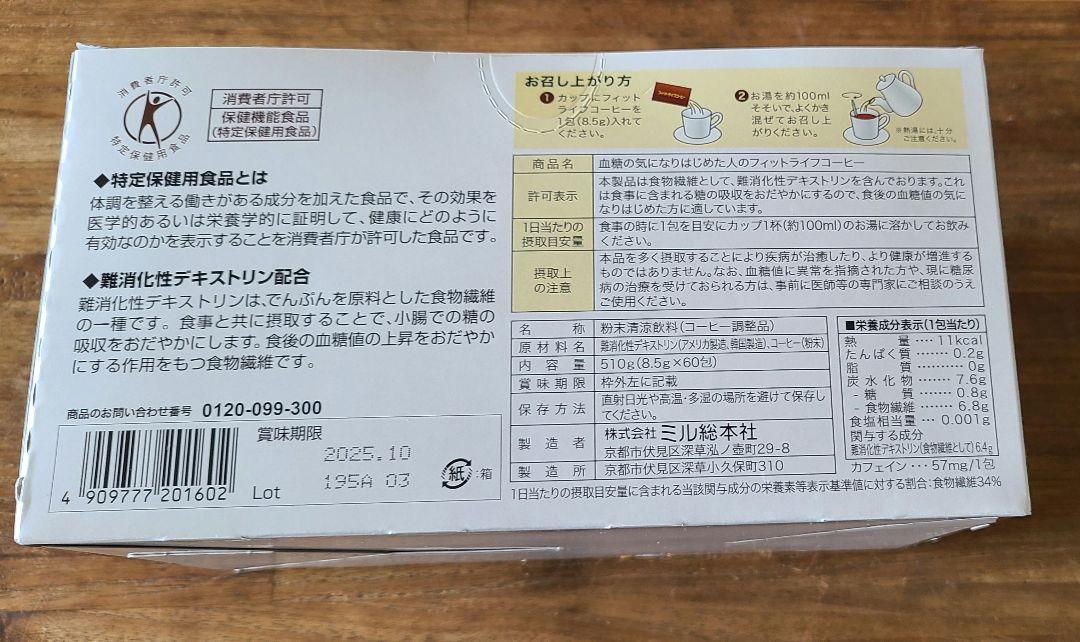 消費者庁許可
特定保健用食品
消費者庁許可
保健機能食品
(特定保健用食品)
◆特定保健用食品とは
体調を整える働きがある成分を加えた食品で、その効果を
医学的あるいは栄養学的に証明して、健康にどのように
有効なのかを表示することを消費者庁が許可した食品です。
◆難消化性デキストリン配合
難消化性デキストリンは、でんぷんを原料とした食物繊維
の一種です。食事と共に摂取することで、小腸での糖の
吸収をおだやかにします。食後の血糖値の上昇をおだやか
にする作用をもつ食物繊維です。
商品のお問い合わせ番号 0120-099-300
賞味期限
2025.10
Lot 195A 03
紙 :箱
4 909777 201602
お召し上がり方
❶カップにフィット
ライフコーヒーを
1包(8.5g)入れて
ください。
❷お湯を約100ml
そそいで、よくかき
混ぜてお召し上
がりください。
※熱湯には、十分
ご注意ください。
商品名 血糖の気になりはじめた人のフィットライフコーヒー
許可表示 本製品は食物繊維として、難消化性デキストリンを含んでおります。これ
は食事に含まれる糖の吸収をおだやかにするので、食後の血糖値の気に
なりはじめた方に適しています。
1日当たりの
摂取目安量 食事の時に1包を目安にカップ1杯(約100ml)のお湯に溶かしてお飲み
ください。
摂取上
の注意 本品を多く摂取することにより疾病が治癒したり、より健康が増進する
ものではありません。なお、血糖値に異常を指摘された方や、現に糖尿
病の治療を受けておられる方は、事前に医師等の専門家にご相談のうえ
ご使用ください。
名称 粉末清涼飲料(コーヒー調整品)
原材料名 難消化性デキストリン(アメリカ製造、韓国製造)、コーヒー(粉末)
内容量 510g(8.5g×60包)
賞味期限 枠外左に記載
保存方法 直射日光や高温・多湿の場所を避けて保存し
てください。
製造者 株式会社 ミル総本社
京都市伏見区深草泓ノ壺町29-8
製造所 京都市伏見区深草小久保町310
■栄養成分表示(1包当たり)
熱量‥‥11kcal
たんぱく質‥‥‥0.2g
脂質‥‥‥‥0g
炭水化物‥‥‥7.6g
- 糖質‥‥‥0.8g
- 食物繊維‥‥‥6.8g
食塩相当量‥‥0.001g
関与する成分
難消化性デキストリン(食物繊維として)6.4g
カフェイン‥‥57mg/1包
1日当たりの摂取目安量に含まれる当該関与成分の栄養素等表示基準値に対する割合:食物繊維34%